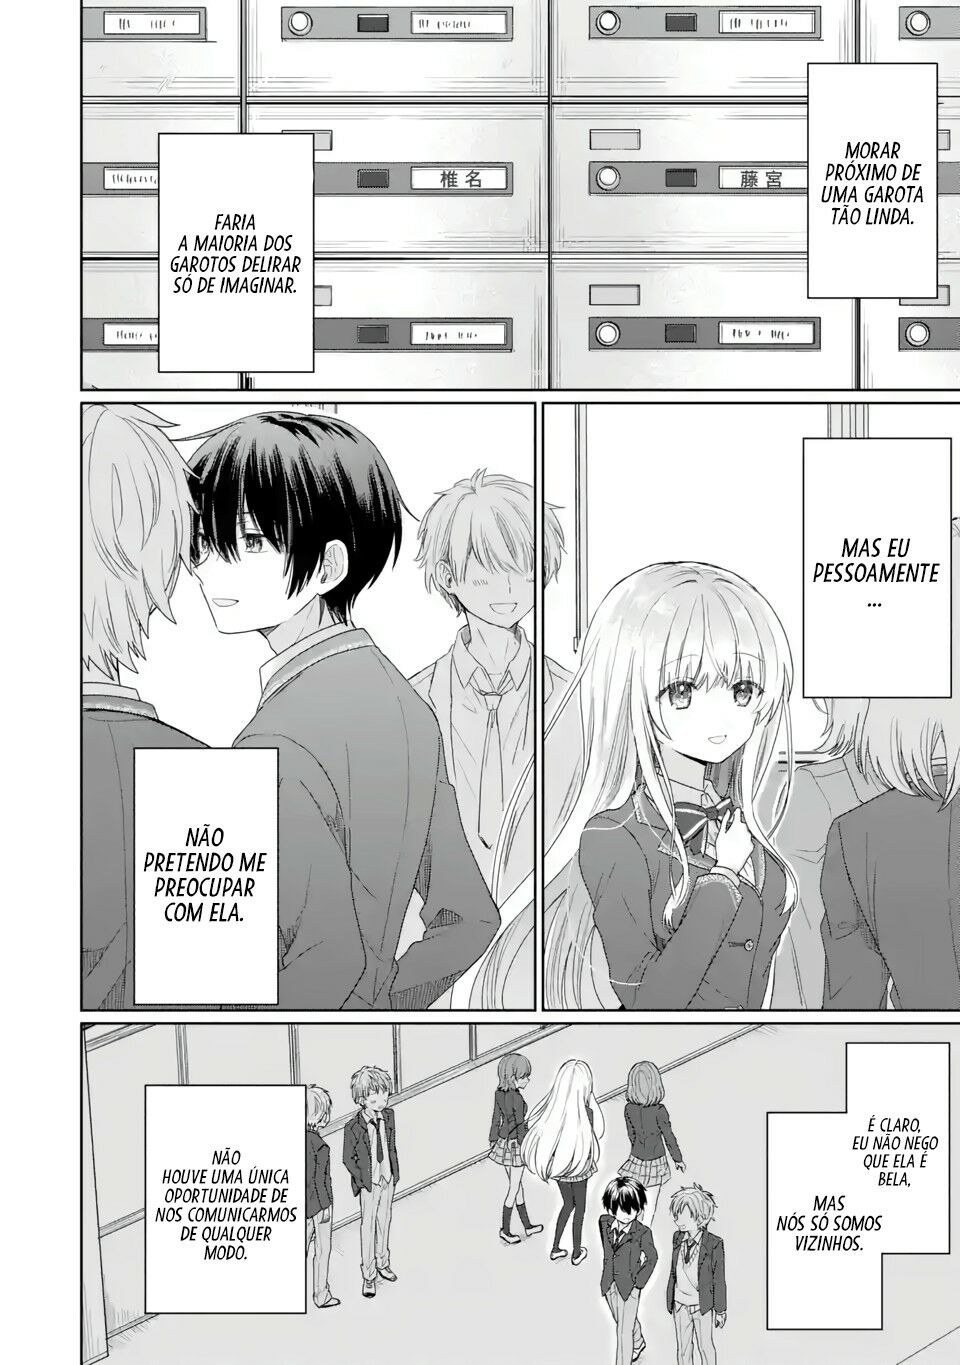 MORAR
PRÓXIMO DE
UMA GAROTA
TÃO LINDA.
椎名
藤宮
FARIA
A MAIORIA DOS
GAROTOS DELIRAR
SÓ DE IMAGINAR.
MAS EU
PESSOAMENTE
...
NÃO
PRETENDO ME
PREOCUPAR
COM ELA.
É CLARO,
EU NÃO NEGO
QUE ELA É
BELA,
MAS
NÓS SÓ SOMOS
VIZINHOS.
NÃO
HOUVE UMA ÚNICA
OPORTUNIDADE DE
NOS COMUNICARMOS
DE QUALQUER
MODO.